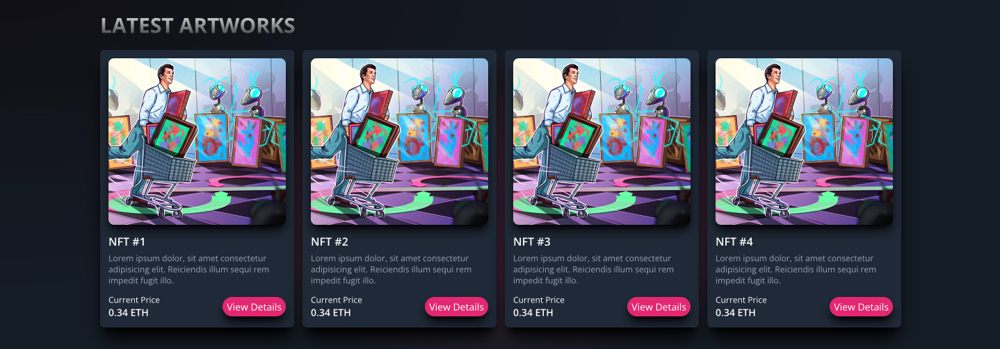 LATEST ARTWORKS
NFT #1
Lorem ipsum dolor, sit amet consectetur
adipisicing elit. Reiciendis illum sequi rem
impedit fugit illo.
Current Price
0.34 ETH
View Details
NFT #2
Lorem ipsum dolor, sit amet consectetur
adipisicing elit. Reiciendis illum sequi rem
impedit fugit illo.
Current Price
0.34 ETH
View Details
NFT #3
Lorem ipsum dolor, sit amet consectetur
adipisicing elit. Reiciendis illum sequi rem
impedit fugit illo.
Current Price
0.34 ETH
View Details
NFT #4
Lorem ipsum dolor, sit amet consectetur
adipisicing elit. Reiciendis illum sequi rem
impedit fugit illo.
Current Price
0.34 ETH
View Details